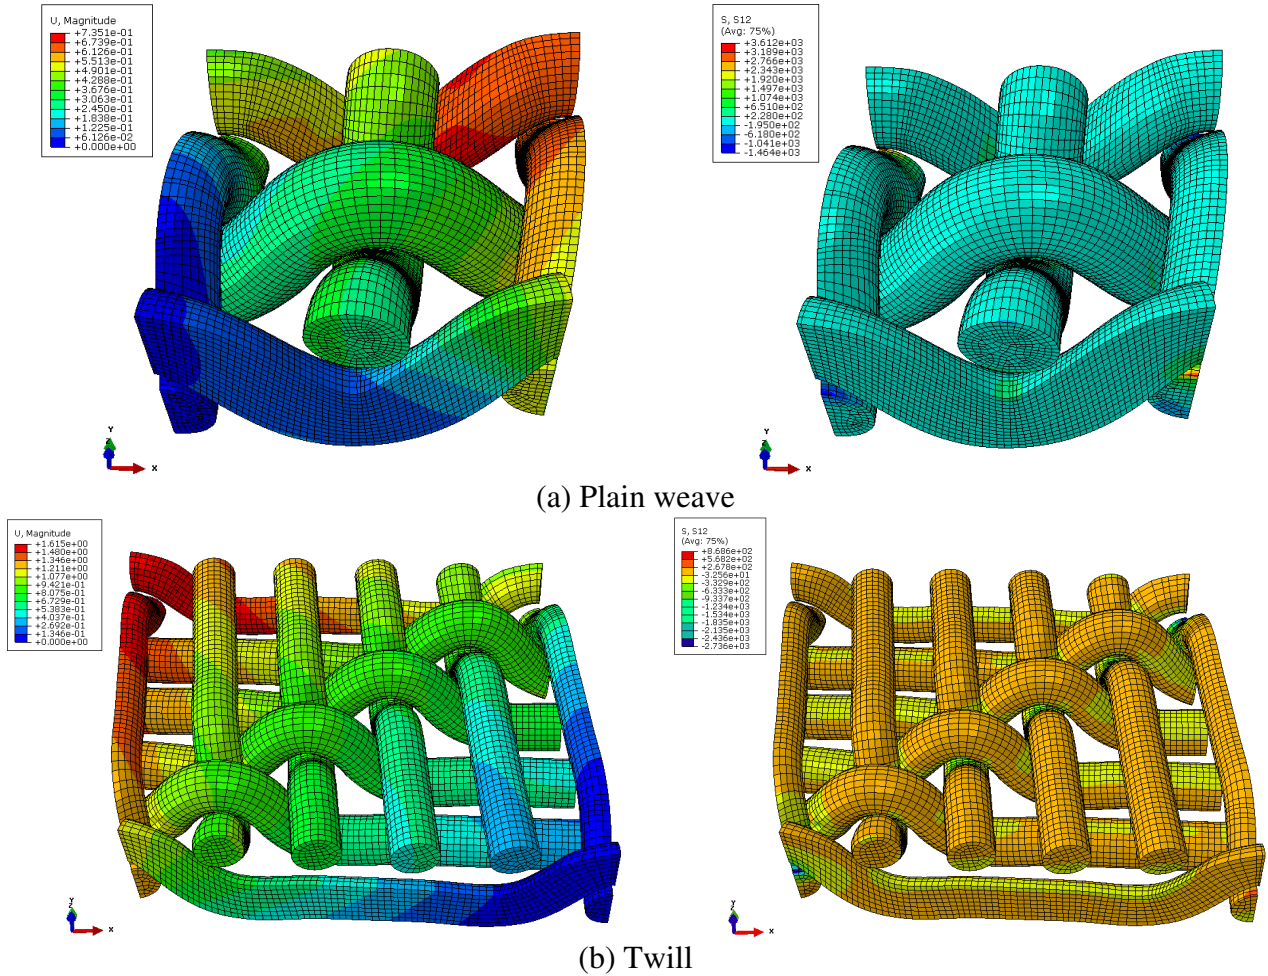 U, Magnitude
+7.351e-01
+6.739e-01
+6.126e-01
+5.513e-01
+4.901e-01
+4.288e-01
+3.676e-01
+3.063e-01
+2.450e-01
+1.838e-01
+1.225e-01
+6.126e-02
+0.000e+00
Y
Z
X
S, S12
(Avg: 75%)
+3.612e+03
+3.189e+03
+2.766e+03
+2.343e+03
+1.920e+03
+1.497e+03
+1.074e+03
+6.510e+02
+2.280e+02
-1.950e+02
-6.180e+02
-1.041e+03
-1.464e+03
Y
Z
X
(a) Plain weave
U, Magnitude
+1.615e+00
+1.480e+00
+1.346e+00
+1.211e+00
+1.077e+00
+9.421e-01
+8.075e-01
+6.729e-01
+5.383e-01
+4.037e-01
+2.692e-01
+1.346e-01
+0.000e+00
Y
Z
X
S, S12
(Avg: 75%)
+8.686e+02
+5.682e+02
+2.678e+02
-3.256e+01
-3.329e+02
-6.333e+02
-9.337e+02
-1.234e+03
-1.534e+03
-1.835e+03
-2.135e+03
-2.436e+03
-2.736e+03
Y
Z
X
(b) Twill